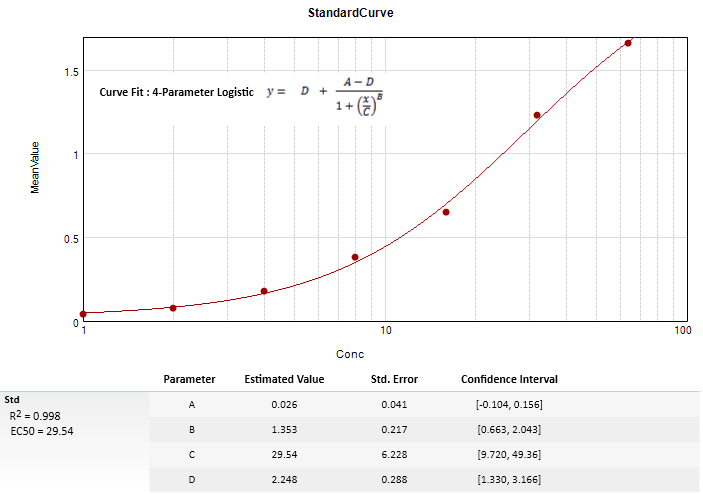 StandardCurve
1.5
Curve Fit : 4-Parameter Logistic y = D + A – D / 1 + (x/C)^B
MeanValue
1
0.5
0
1 10 100
Conc
Parameter Estimated Value Std. Error Confidence Interval
Std
R2 = 0.998
EC50 = 29.54
A 0.026 0.041 [-0.104, 0.156]
B 1.353 0.217 [0.663, 2.043]
C 29.54 6.228 [9.720, 49.36]
D 2.248 0.288 [1.330, 3.166]